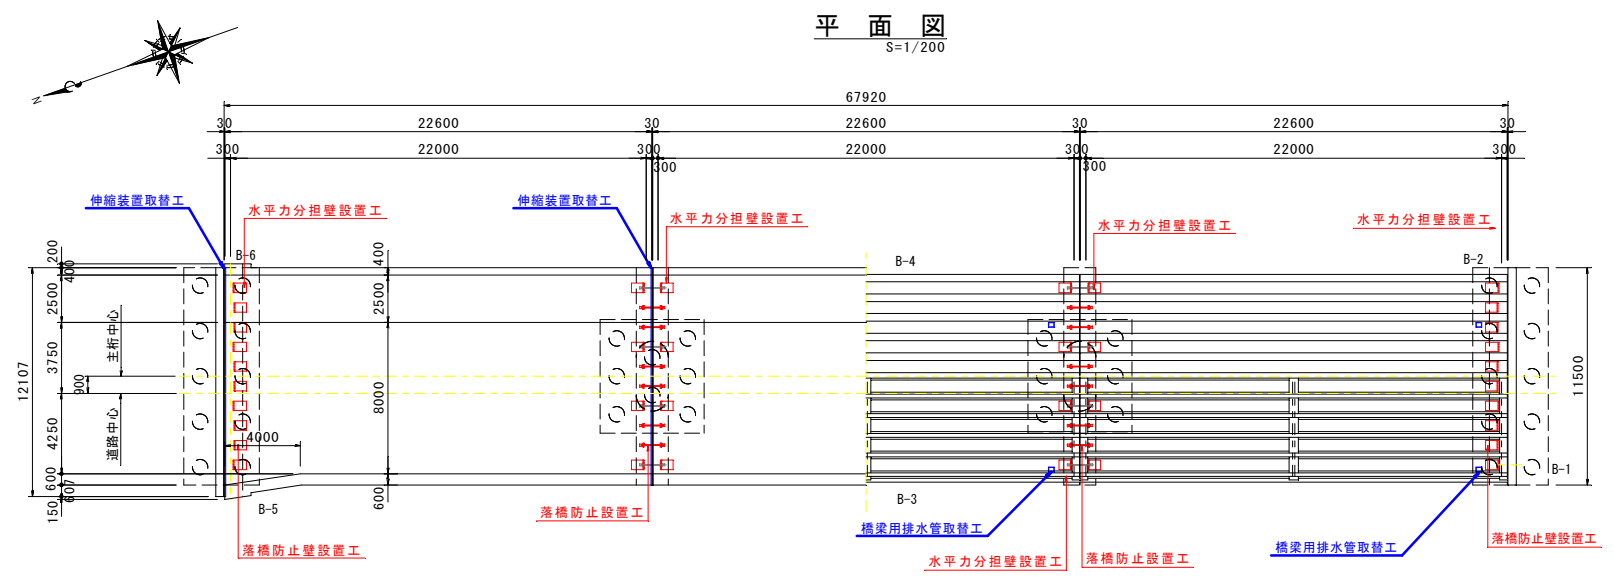 平 面 図
S=1/200
N
67920
30 22600 30 22600 30 22600 30
300 22000 300 300 22000 300 300 22000 300
伸縮装置取替工
伸縮装置取替工
水平力分担壁設置工
水平力分担壁設置工
水平力分担壁設置工
水平力分担壁設置工
B-6
B-4
B-2
200
400
400
2500
2500
主桁中心
3750
12107
900
8000
11500
道路中心
4250
4000
600
607
150
600
B-5
B-3
B-1
落橋防止設置工
橋梁用排水管取替工
落橋防止壁設置工
落橋防止壁設置工
橋梁用排水管取替工
水平力分担壁設置工
落橋防止設置工